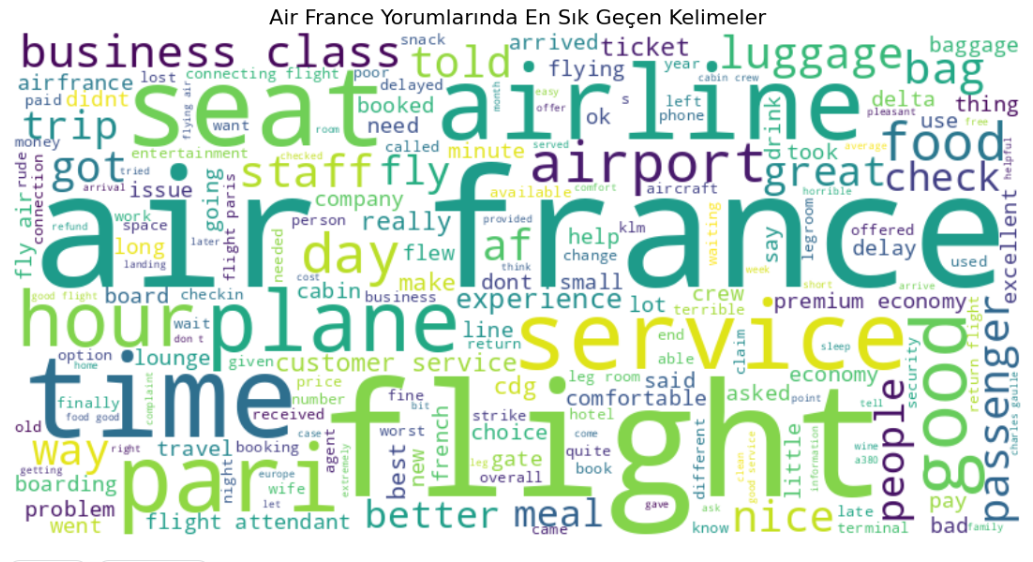 Air France Yorumlarında En Sık Geçen Kelimeler
business class
snack
told
arrived
ticket
luggage
baggage
airfrance
lost
connecting flight
poor
flying
year
cabin crew
bag
paid
didnt
seat
delayed
airline
month
easy
offer
s
left
phone
delta
pleasant
thing
trip
flying air
want
room
booked
need
ok
drink
use
free
money
entertainment
checked
called
minute
served
airport
took
average
food
got
tried
staff
fly
available
comfort
aircraft
great
check
helpful
fly air
rude
connection
arrival
issue
going
flight paris
company
horrible
air france
work
space
refund
person
really
provided
klm
waiting
say
legroom
offered
delay
excellent
long
later
landing
needed
day
flew
af
help
change
think
cost
make
dont
small
week
used
good flight
board
checkin
cabin
business
experience
lot
crew
terrible
short
premium economy
arrive
hour
wait
don t
plane
line
return
service
end
able
claim
sleep
good
return flight
passenger
option
home
lounge
given
customer service
security
time
price
number
cdg
leg room
said
comfortable
asked
economy
point
people
tell
charles gaulle
finally
complaint
received
fine
bit
strike
hotel
old
food good
flight
choice
come
different
little
information
wine
a380
way
right
travel
booking
case
agent
extremely
worst
best
new
french
leg
gate
quite
book
overall
clean
good service
getting
boarding
pari
night
europe
wife
let
gave
ask
pay
problem
went
flight attendant
better
meal
came
know
nice
late
terminal
bad
family